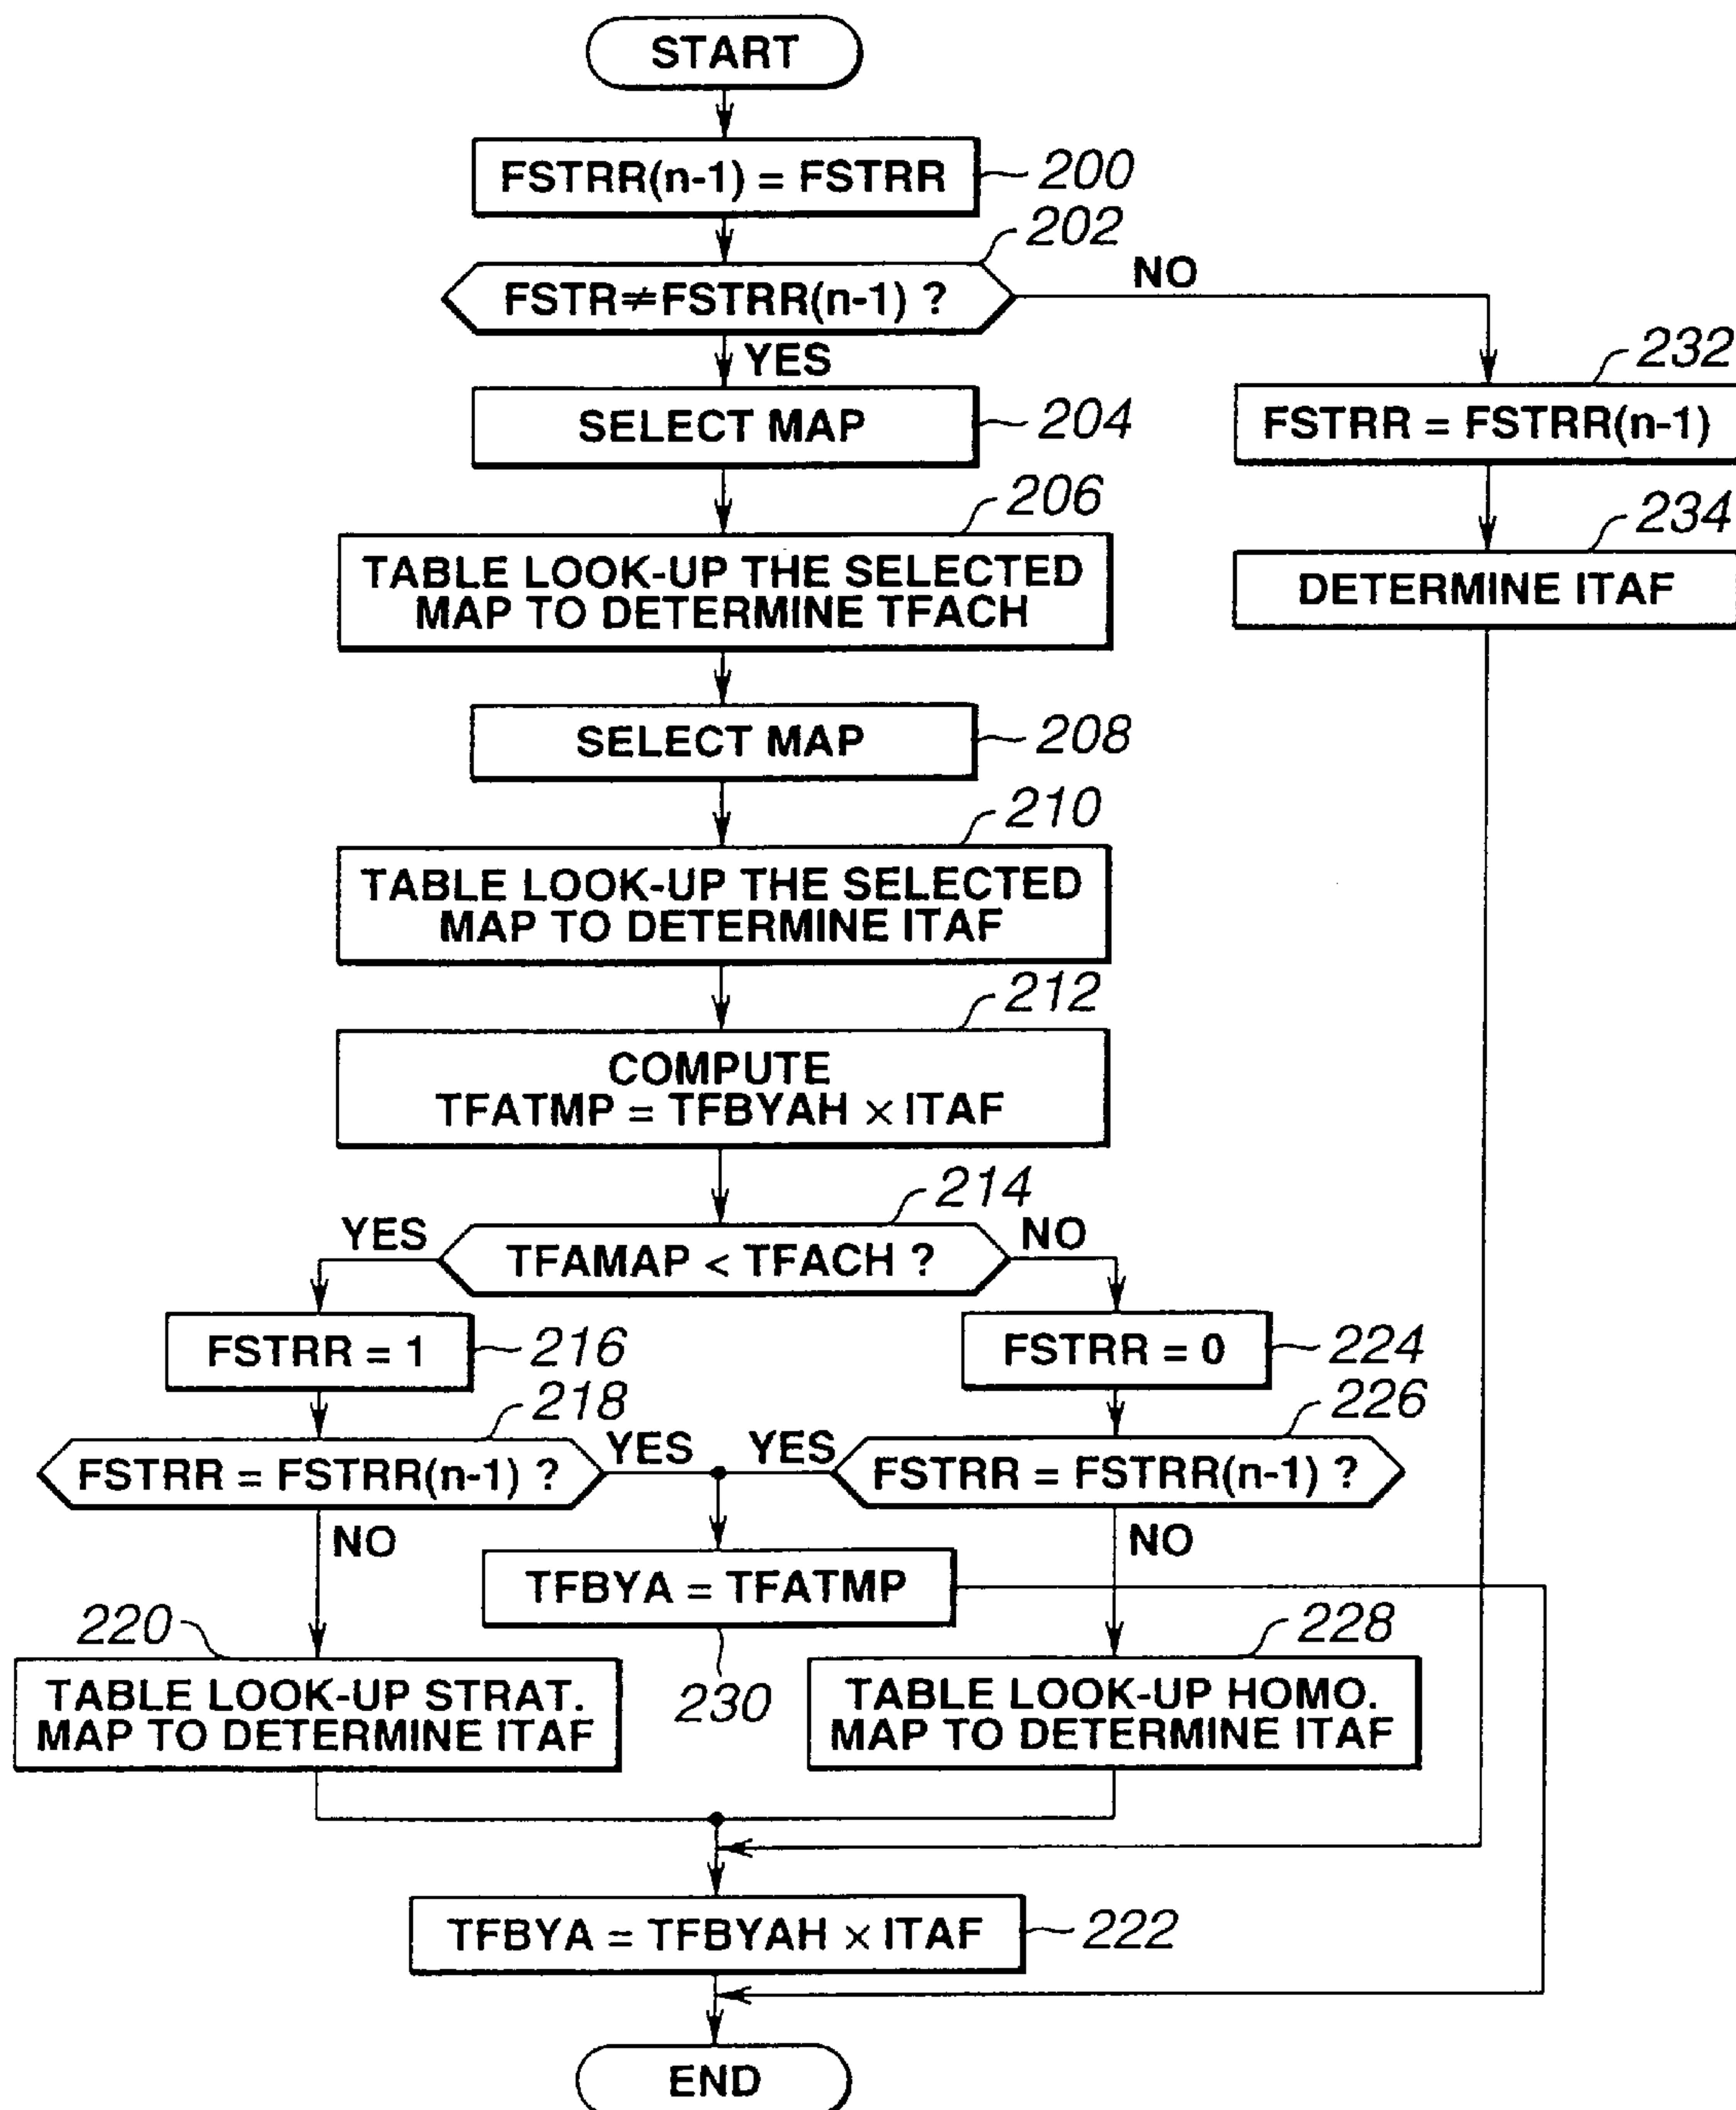 START
FSTRR(n-1) = FSTRR
200
202
FSTR≠FSTRR(n-1) ?
NO
YES
232
SELECT MAP
204
FSTRR = FSTRR(n-1)
206
234
TABLE LOOK-UP THE SELECTED
MAP TO DETERMINE TFACH
DETERMINE ITAF
SELECT MAP
208
210
TABLE LOOK-UP THE SELECTED
MAP TO DETERMINE ITAF
212
COMPUTE
TFATMP = TFBYAH × ITAF
214
YES
TFAMAP < TFACH ?
NO
FSTRR = 1
216
FSTRR = 0
224
218
226
FSTRR = FSTRR(n-1) ?
YES
YES
FSTRR = FSTRR(n-1) ?
NO
NO
TFBYA = TFATMP
220
228
230
TABLE LOOK-UP STRAT.
MAP TO DETERMINE ITAF
TABLE LOOK-UP HOMO.
MAP TO DETERMINE ITAF
TFBYA = TFBYAH × ITAF
222
END